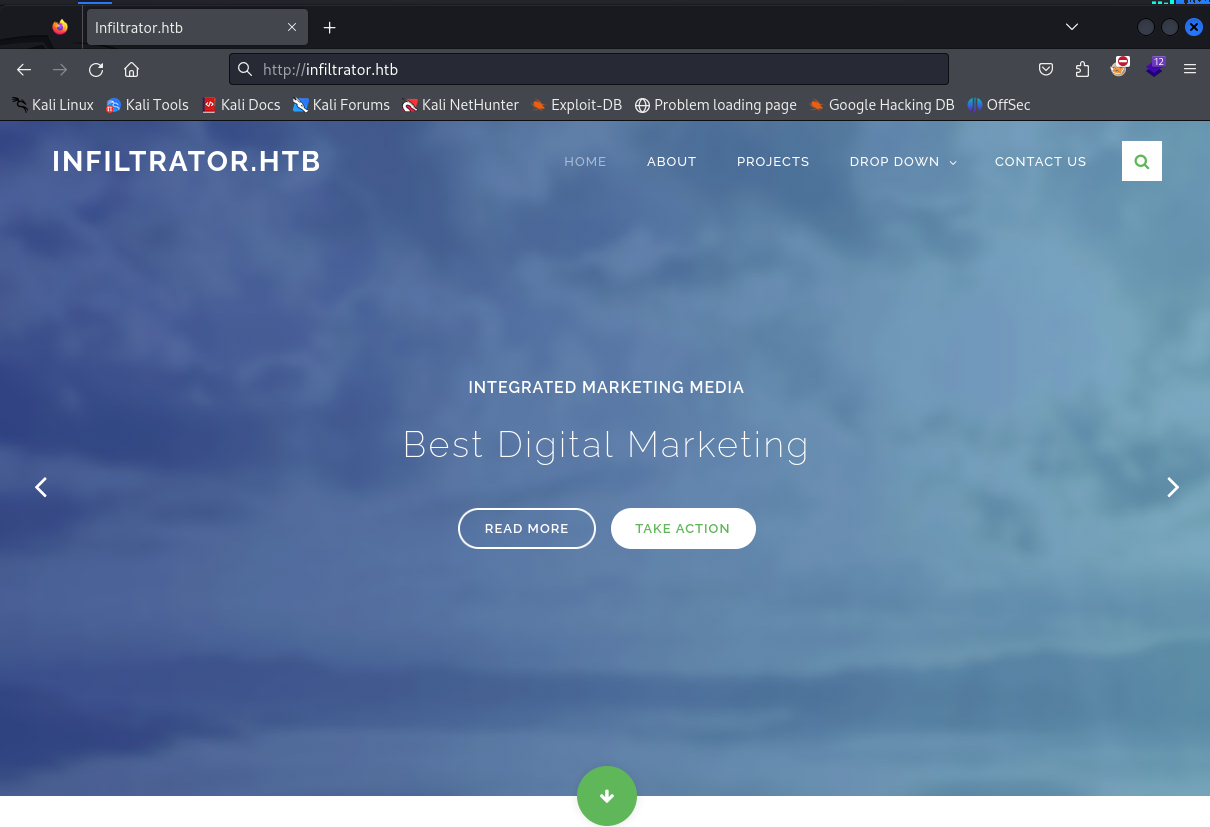 Infiltrator.htb
http://infiltrator.htb
12
Kali Linux Kali Tools Kali Docs Kali Forums Kali NetHunter Exploit-DB Problem loading page Google Hacking DB OffSec
INFILTRATOR.HTB
HOME ABOUT PROJECTS DROP DOWN CONTACT US
INTEGRATED MARKETING MEDIA
Best Digital Marketing
READ MORE TAKE ACTION